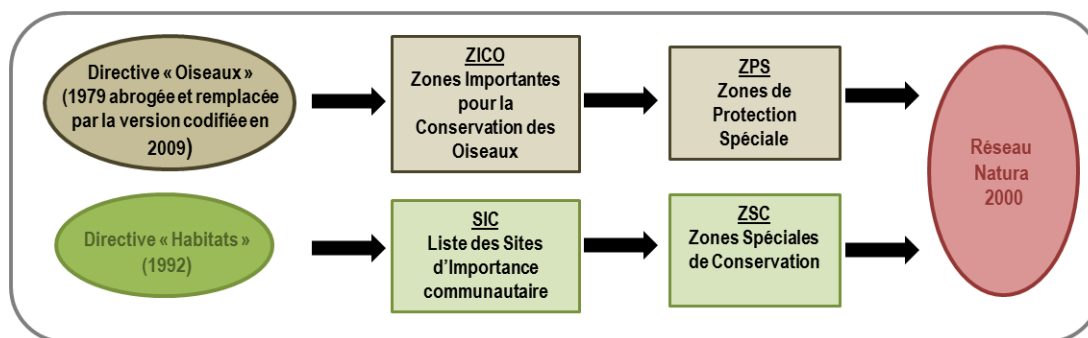 Directive « Oiseaux »
(1979 abrogée et remplacée
par la version codifiée en
2009)
ZICO
Zones Importantes
pour la
Conservation des
Oiseaux
ZPS
Zones de
Protection
Spéciale
Réseau
Natura
2000
Directive « Habitats »
(1992)
SIC
Liste des Sites
d'Importance
communautaire
ZSC
Zones Spéciales
de Conservation